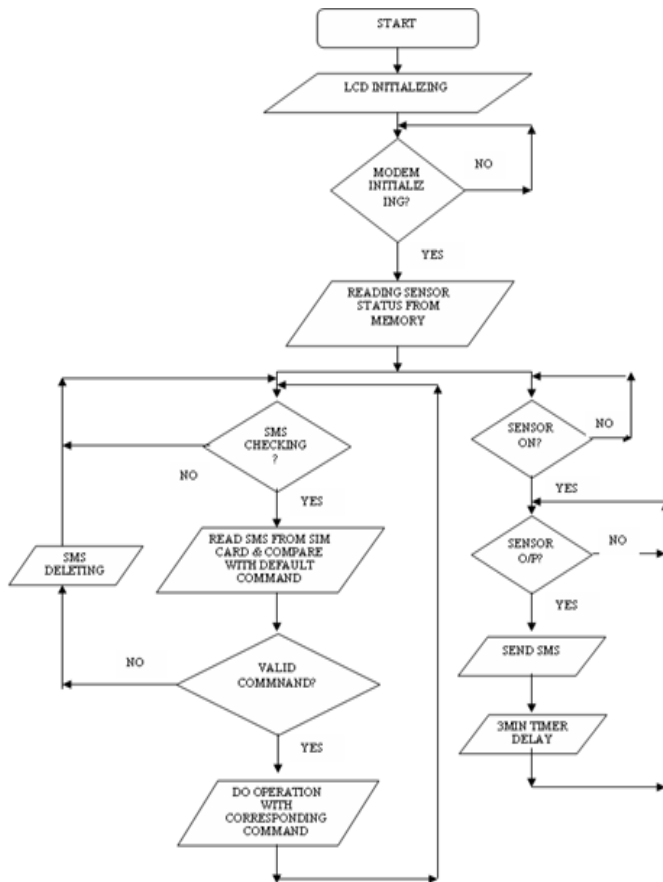 START
LCD INITIALIZING
MODEM
INITIALIZ
ING?
NO
YES
READING SENSOR
STATUS FROM
MEMORY
SMS
CHECKING
?
NO
YES
READ SMS FROM SIM
CARD & COMPARE
WITH DEFAULT
COMMAND
SMS
DELETING
NO
VALID
COMMNAND?
YES
DO OPERATION
WITH
CORRESPONDING
COMMAND
SENSOR
ON?
NO
YES
SENSOR
O/P?
NO
YES
SEND SMS
3MIN TIMER
DELAY